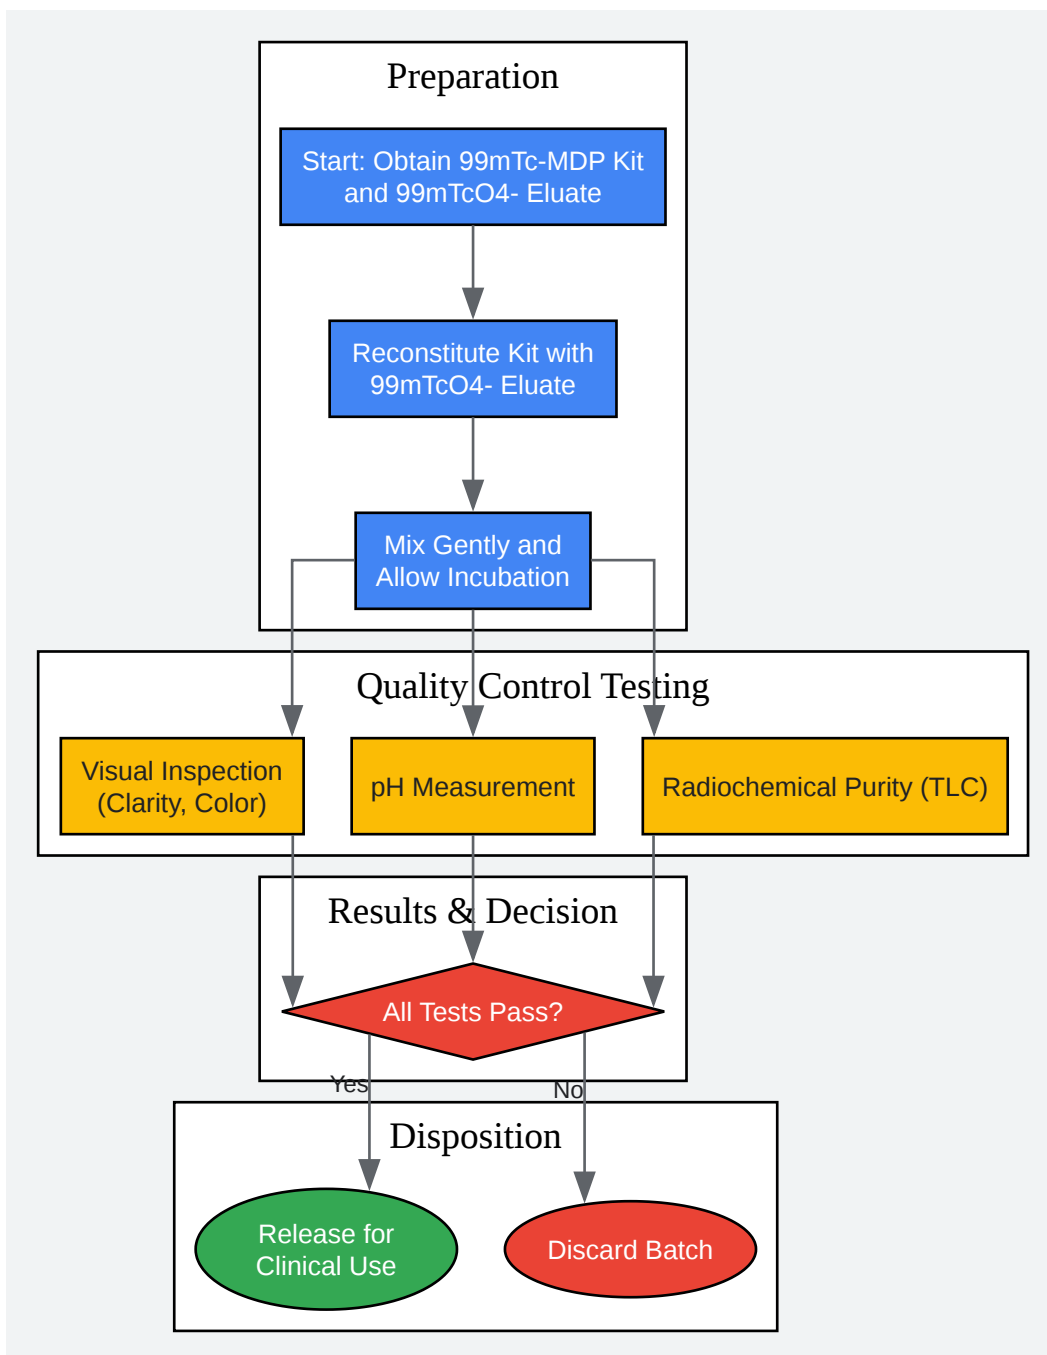 Preparation
Start: Obtain 99mTc-MDP Kit
and 99mTcO4- Eluate
Reconstitute Kit with
99mTcO4- Eluate
Mix Gently and
Allow Incubation
Quality Control Testing
Visual Inspection
(Clarity, Color)
pH Measurement
Radiochemical Purity (TLC)
Results & Decision
All Tests Pass?
Yes
No
Disposition
Release for
Clinical Use
Discard Batch